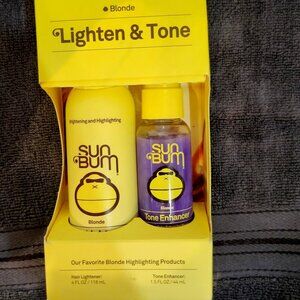 Blonde
Lighten & Tone
Lightening and Highlighting
sun
Bum
Blonde
sun
Bum
Blonde
Tone Enhancer
Our Favorite Blonde Highlighting Products
Hair Lightener:
4 FL OZ / 118 mL
Tone Enhancer:
1.5 FL OZ / 44 mL